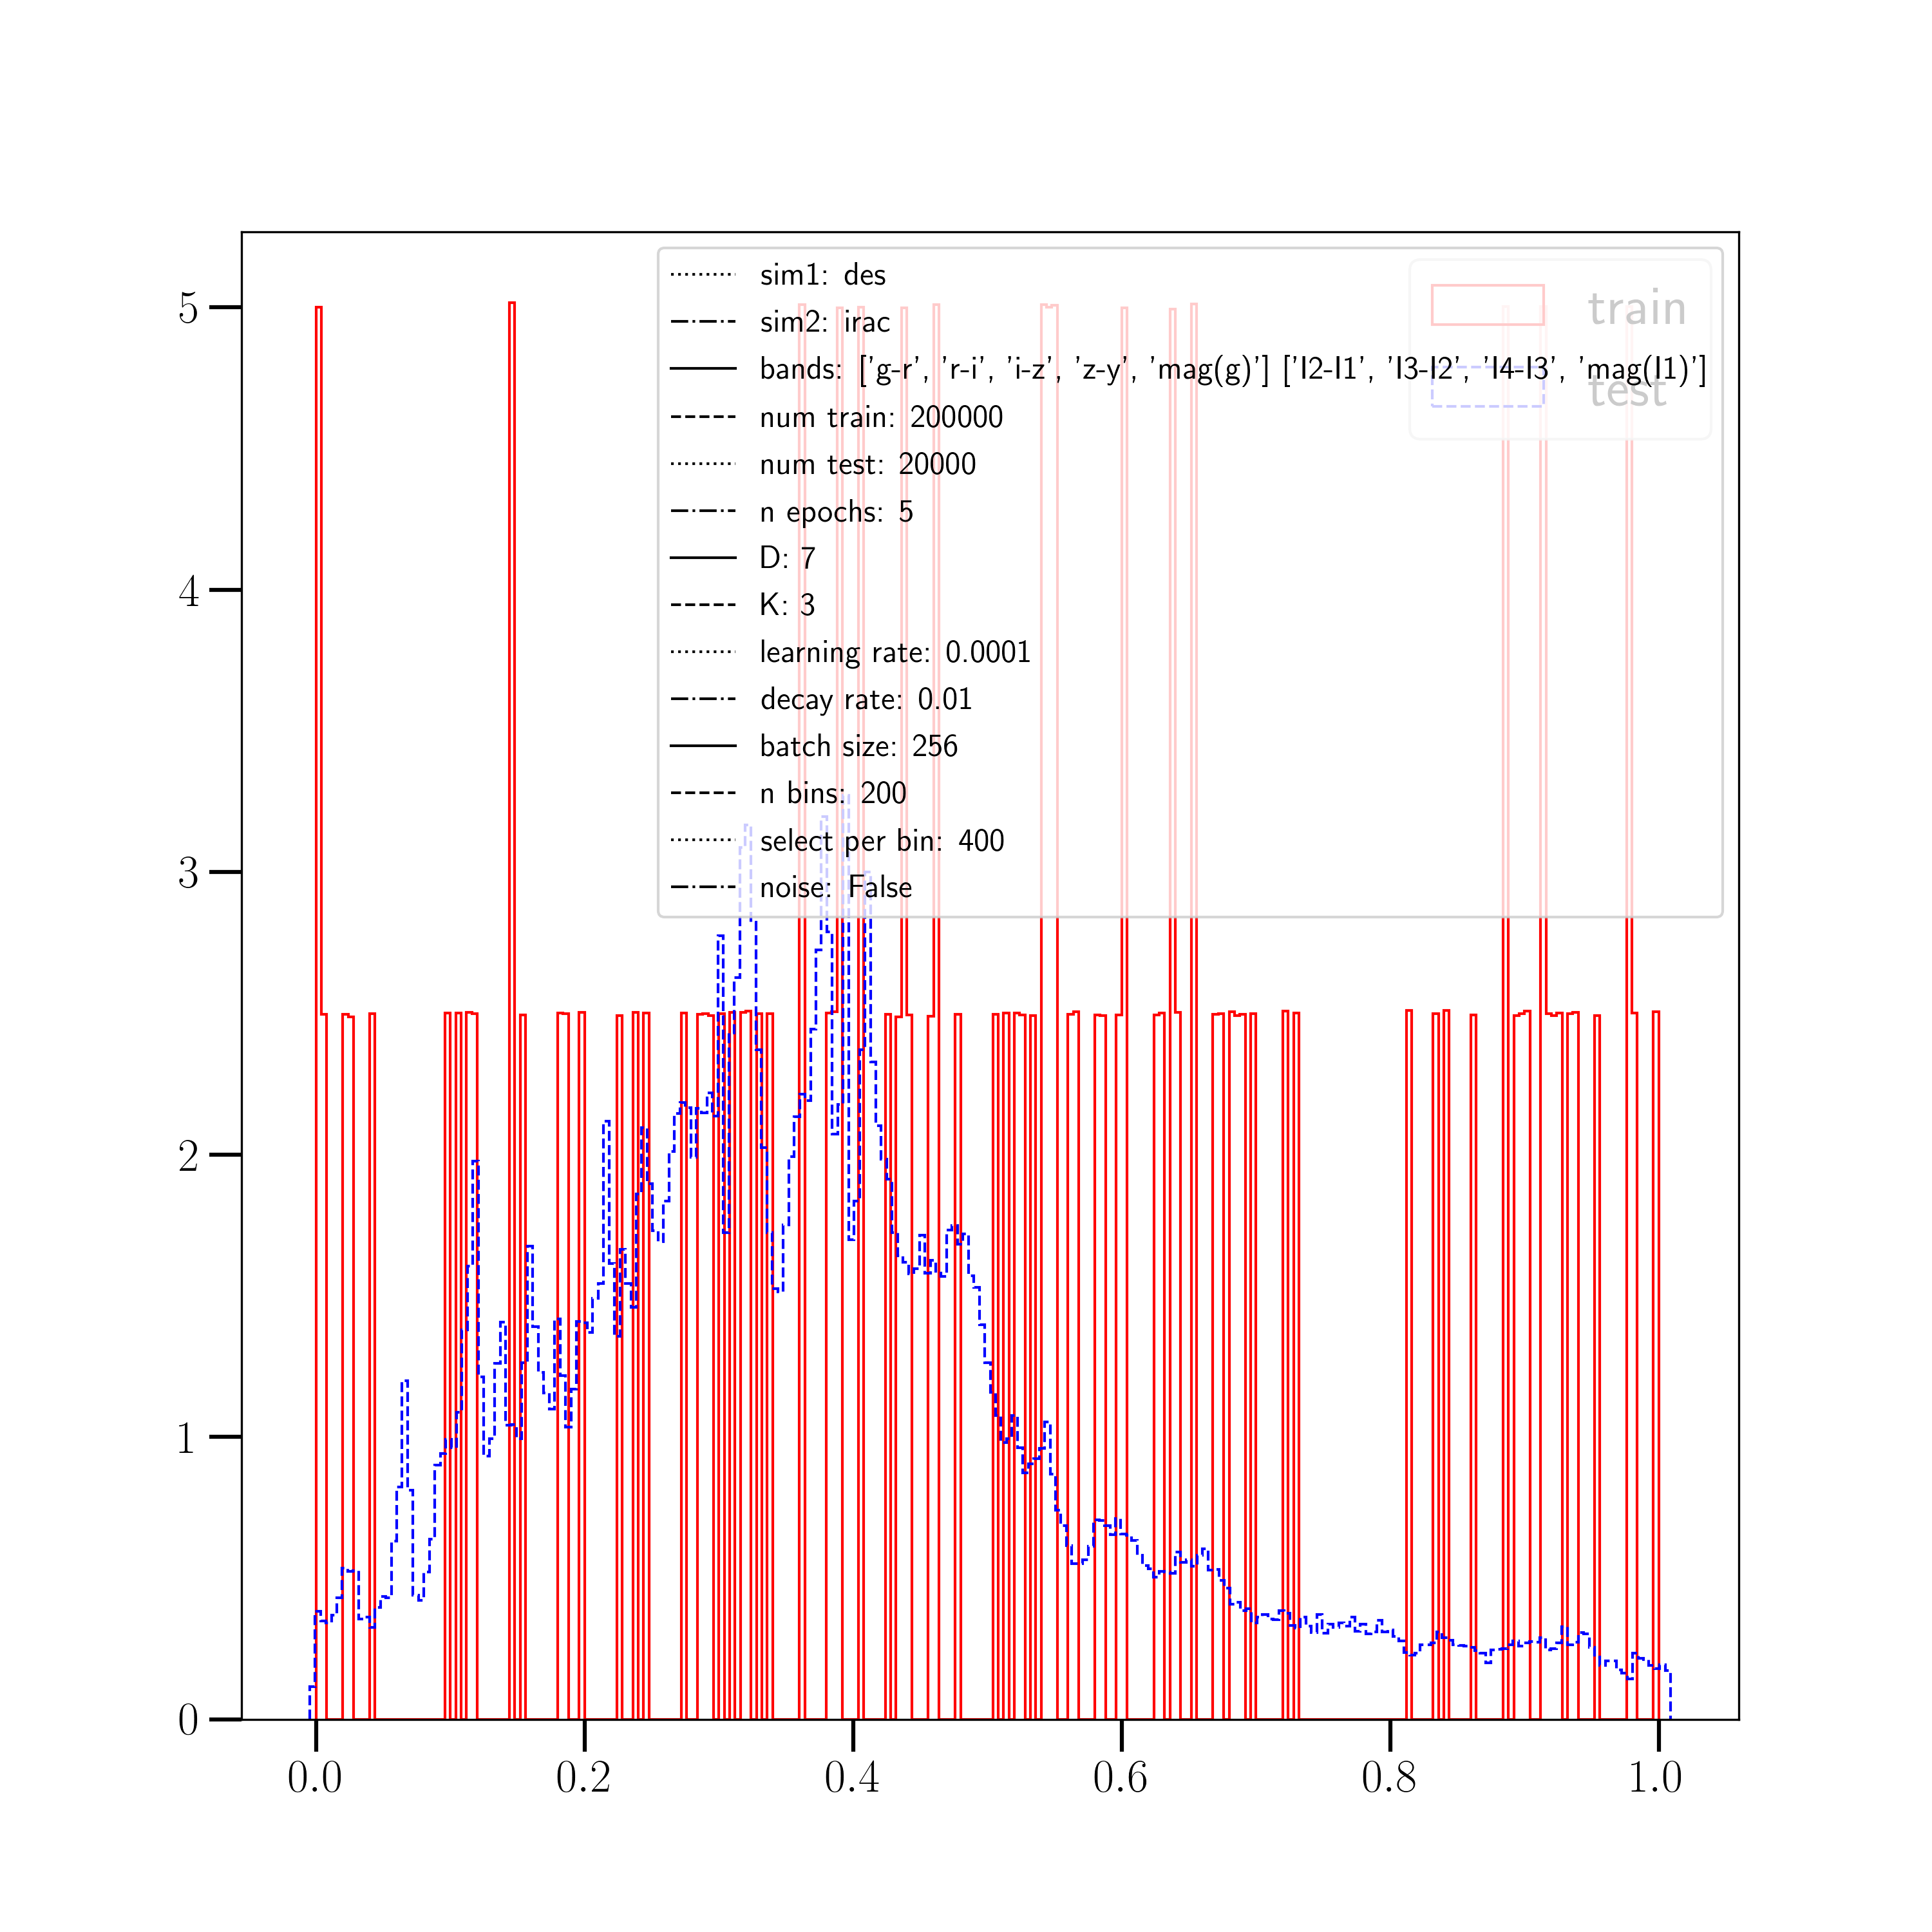 5
4
3
2
1
0
0.0 0.2 0.4 0.6 0.8 1.0
train
test
sim1: des
sim2: irac
bands: ['g-r', 'r-i', 'i-z', 'z-y', 'mag(g)'] ['I2-I1', 'I3-I2', 'I4-I3', 'mag(I1)']
num train: 200000
num test: 20000
n epochs: 5
D: 7
K: 3
learning rate: 0.0001
decay rate: 0.01
batch size: 256
n bins: 200
select per bin: 400
noise: False